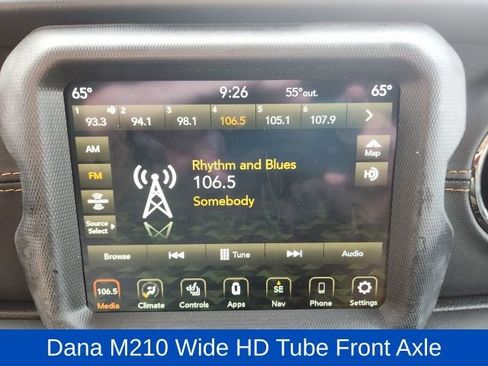 65° 9:26 55°out. 65°
1 2 3 4 5 6
93.3 94.1 98.1 106.5 105.1 107.9
AM
FM
Source
Select
Rhythm and Blues
106.5
Somebody
Map
HD
Browse Tune Audio
106.5 SE
Media Climate Controls Apps Nav Phone Settings
Dana M210 Wide HD Tube Front Axle